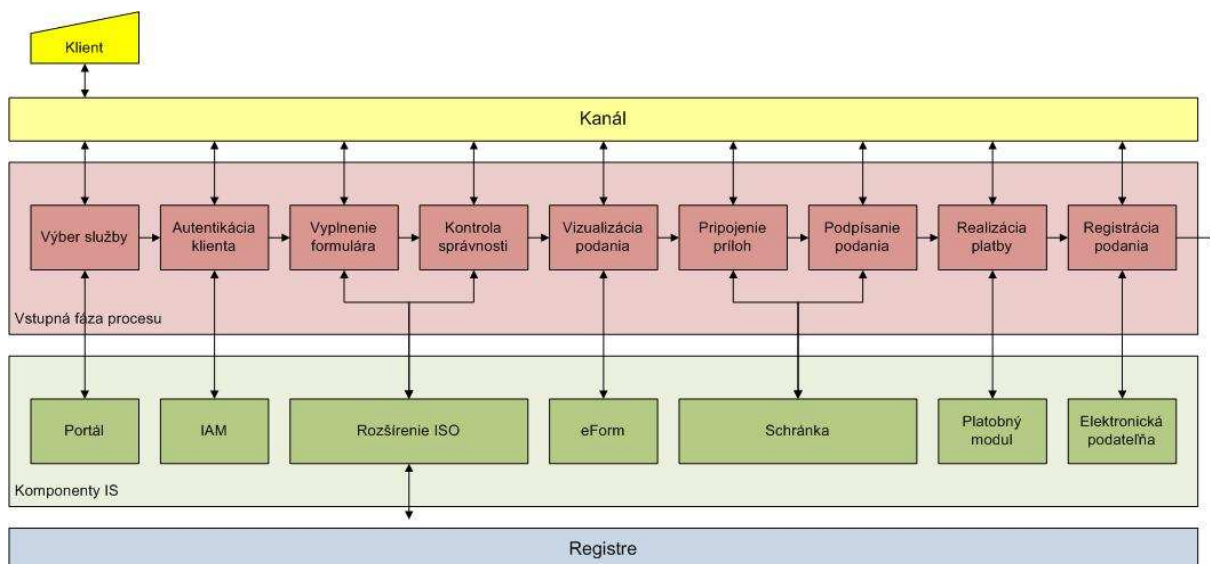 Klient
Kanál
Výber služby
Autentikácia
klienta
Vyplnenie
formulára
Kontrola
správnosti
Vizualizácia
podania
Pripojenie
príloh
Podpísanie
podania
Realizácia
platby
Registrácia
podania
Vstupná fáza procesu
Portál
IAM
Rozšírenie ISO
eForm
Schránka
Platobný
modul
Elektronická
podateľňa
Komponenty IS
Registre